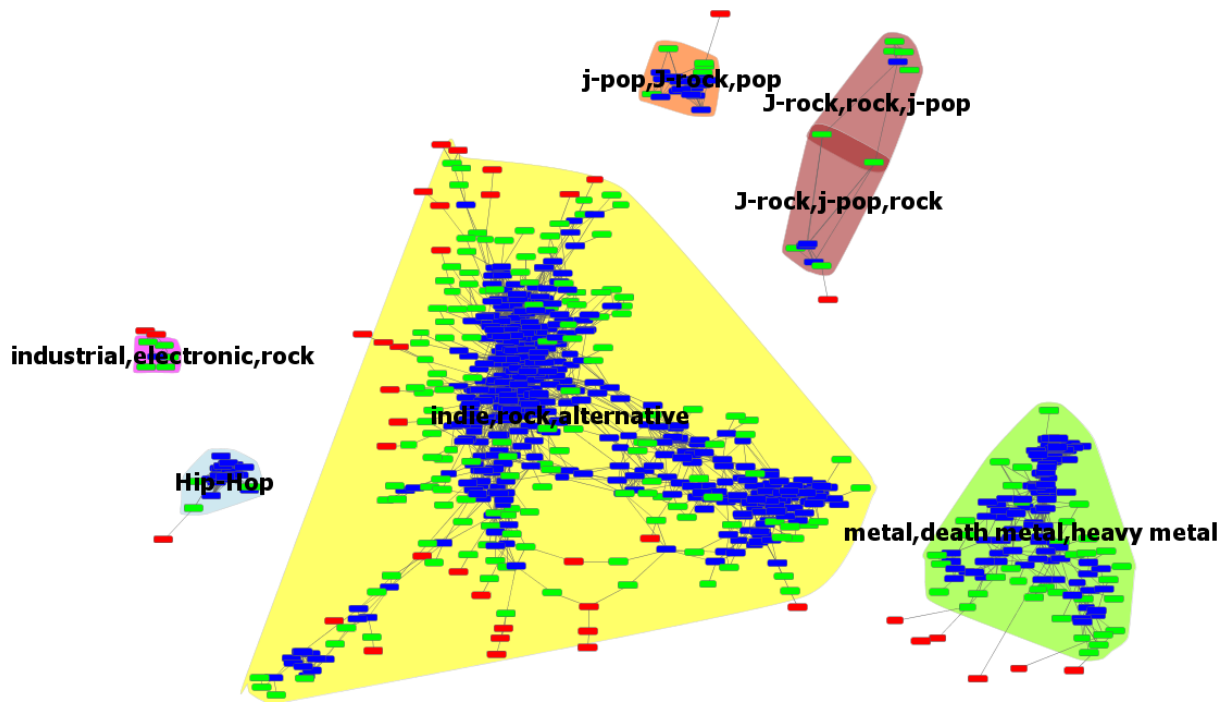 j-pop,J-rock,pop
J-rock,rock,j-pop
J-rock,j-pop,rock
industrial,electronic,rock
indie,rock,alternative
Hip-Hop
metal,death metal,heavy metal